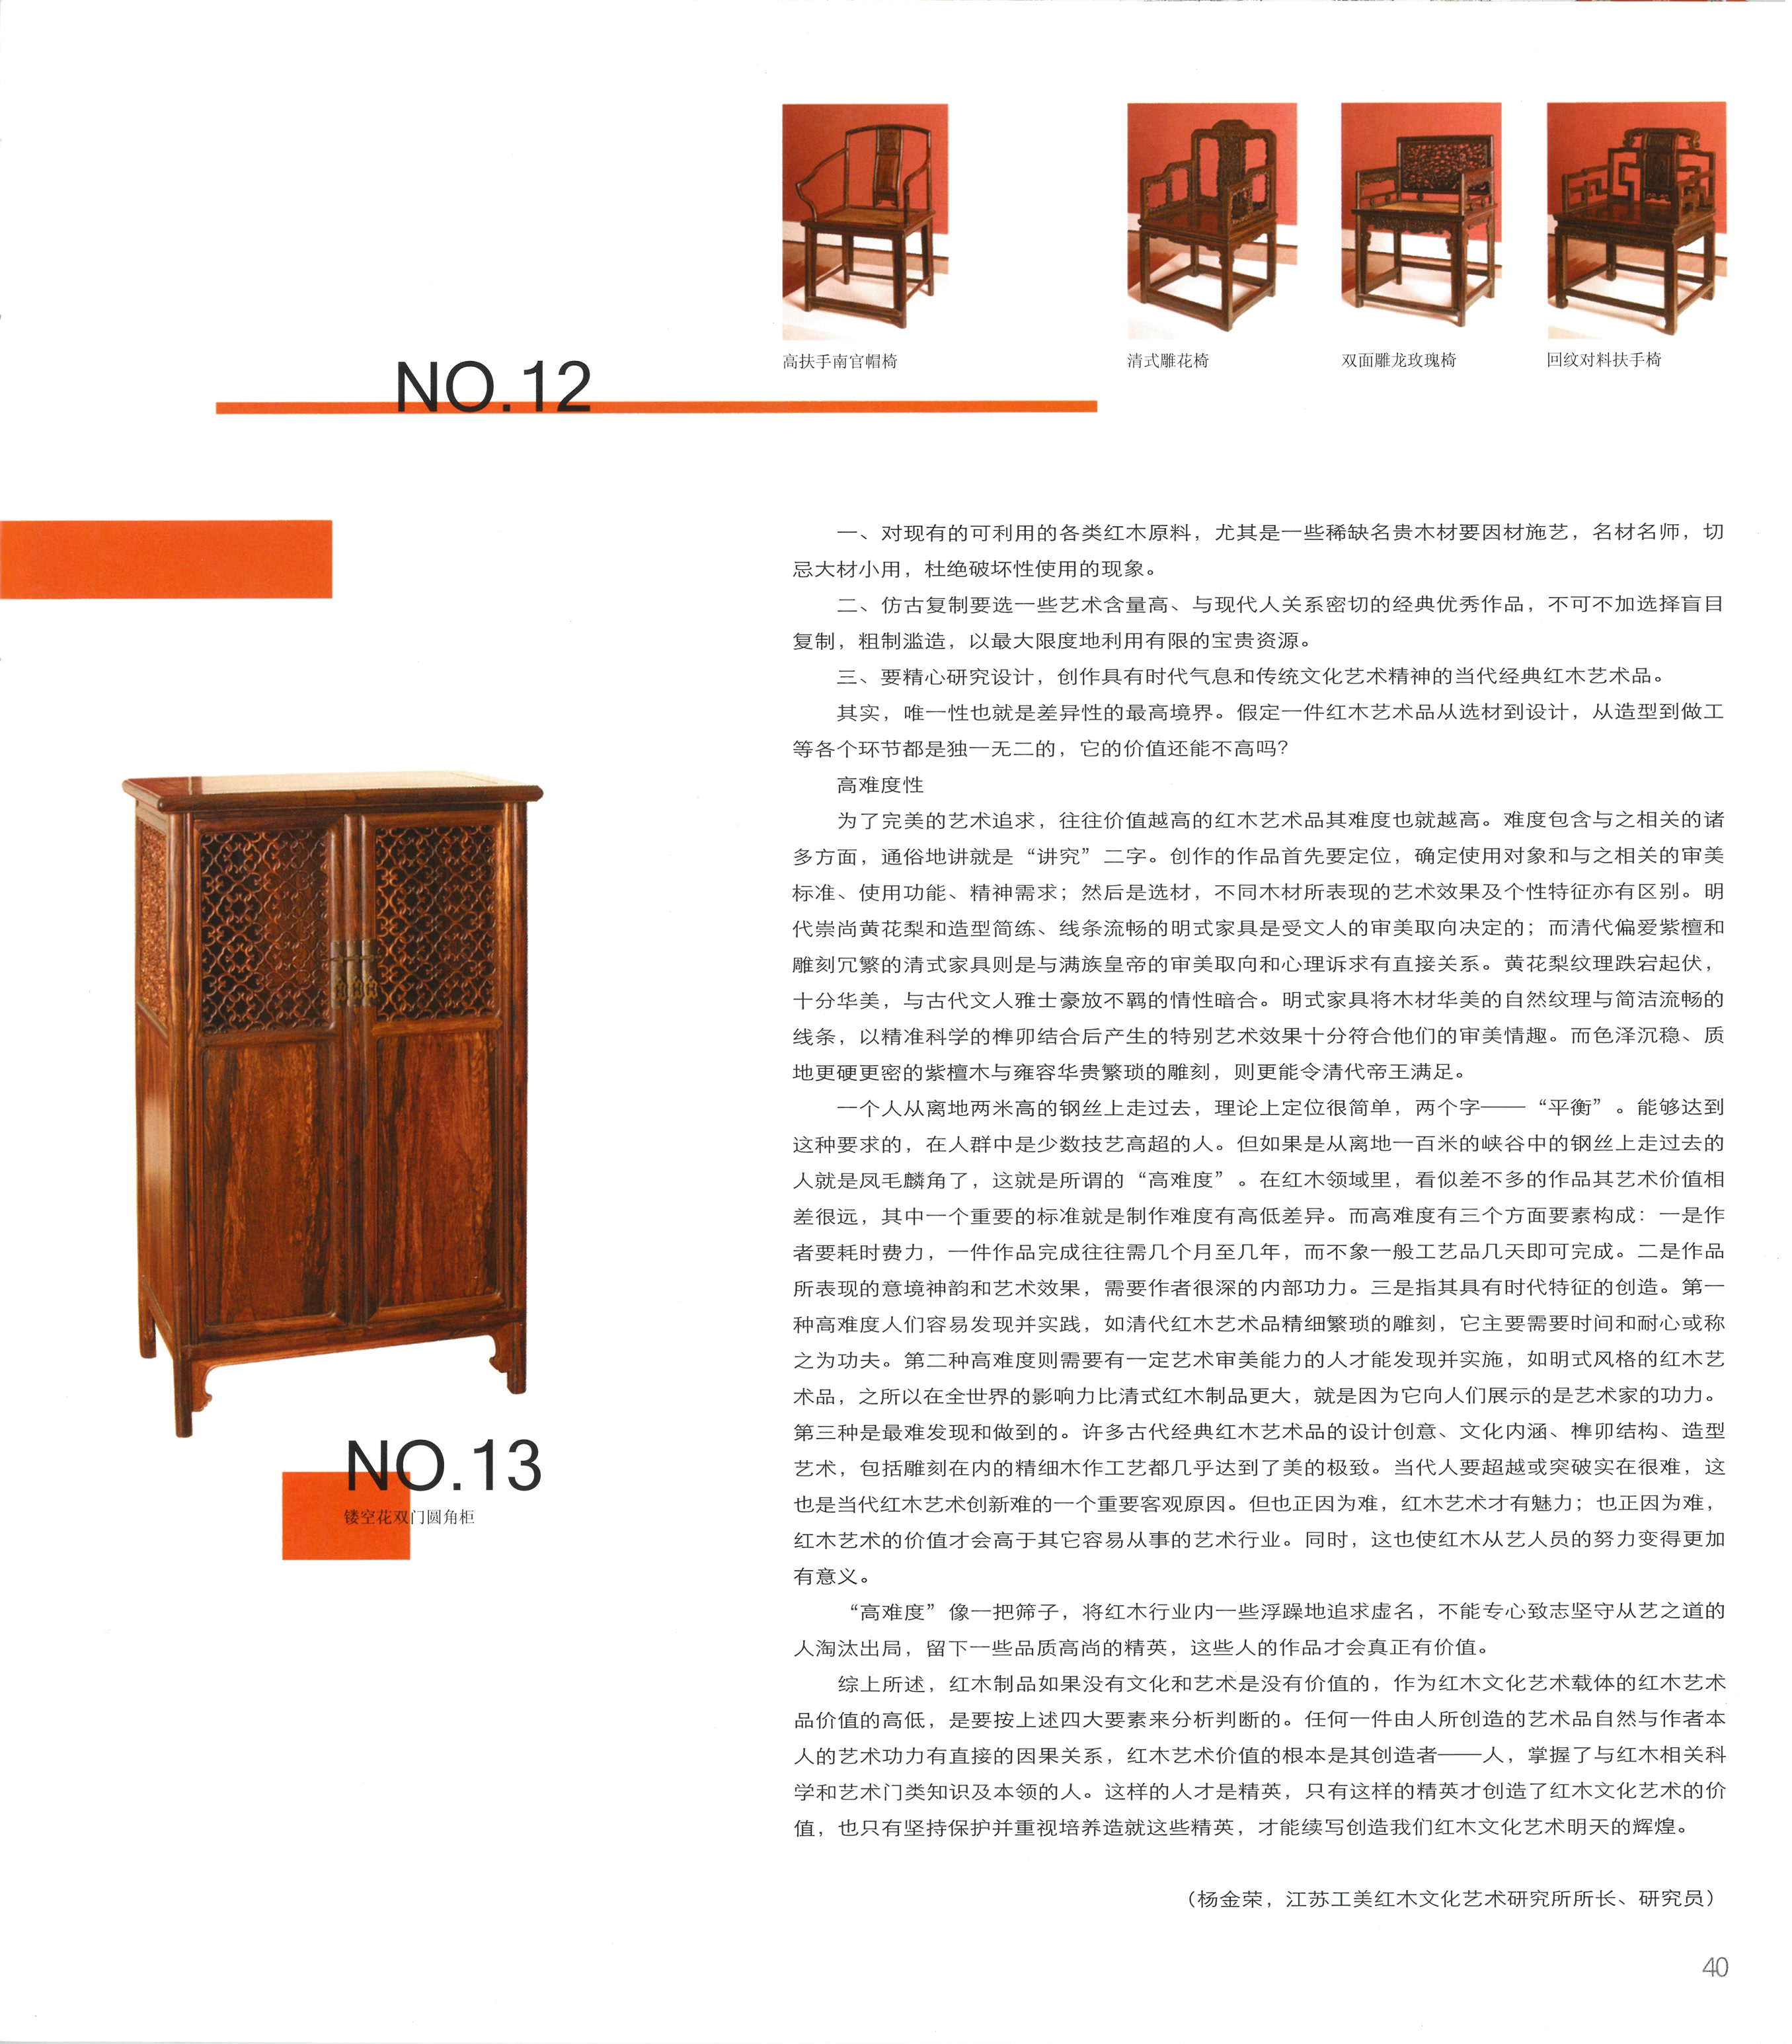 高扶手南官帽椅
清式雕花椅
双面雕龙玫瑰椅
回纹对料扶手椅
NO.12
一、对现有的可利用的各类红木原料，尤其是一些稀缺名贵木材要因材施艺，名材名师，切
忌大材小用，杜绝破坏性使用的现象。
二、仿古复制要选一些艺术含量高、与现代人关系密切的经典优秀作品，不可不加选择盲目
复制，粗制滥造，以最大限度地利用有限的宝贵资源。
三、要精心研究设计，创作具有时代气息和传统文化艺术精神的当代经典红木艺术品。
其实，唯一性也就是差异性的最高境界。假定一件红木艺术品从选材到设计，从造型到做工
等各个环节都是独一无二的，它的价值还能不高吗？
高难度性
为了完美的艺术追求，往往价值越高的红木艺术品其难度也就越高。难度包含与之相关的诸
多方面，通俗地讲就是“讲究”二字。创作的作品首先要定位，确定使用对象和与之相关的审美
标准、使用功能、精神需求；然后是选材，不同木材所表现的艺术效果及个性特征亦有区别。明
代崇尚黄花梨和造型简练、线条流畅的明式家具是受文人的审美取向决定的；而清代偏爱紫檀和
雕刻冗繁的清式家具则是与满族皇帝的审美取向和心理诉求有直接关系。黄花梨纹理跌宕起伏，
十分华美，与古代文人雅士豪放不羁的情性暗合。明式家具将木材华美的自然纹理与简洁流畅的
线条，以精准科学的榫卯结合后产生的特别艺术效果十分符合他们的审美情趣。而色泽沉稳、质
地更硬更密的紫檀木与雍容华贵繁琐的雕刻，则更能令清代帝王满足。
一个人从离地两米高的钢丝上走过去，理论上定位很简单，两个字——“平衡”。能够达到
这种要求的，在人群中是少数技艺高超的人。但如果是从离地一百米的峡谷中的钢丝上走过去的
人就是凤毛麟角了，这就是所谓的“高难度”。在红木领域里，看似差不多的作品其艺术价值相
差很远，其中一个重要的标准就是制作难度有高低差异。而高难度有三个方面要素构成：一是作
者要耗时费力，一件作品完成往往需几个月至几年，而不象一般工艺品几天即可完成。二是作品
所表现的意境神韵和艺术效果，需要作者很深的内部功力。三是指其具有时代特征的创造。第一
种高难度人们容易发现并实践，如清代红木艺术品精细繁琐的雕刻，它主要需要时间和耐心或称
之为功夫。第二种高难度则需要有一定艺术审美能力的人才能发现并实施，如明式风格的红木艺
术品，之所以在全世界的影响力比清式红木制品更大，就是因为它向人们展示的是艺术家的功力。
第三种是最难发现和做到的。许多古代经典红木艺术品的设计创意、文化内涵、榫卯结构、造型
艺术，包括雕刻在内的精细木作工艺都几乎达到了美的极致。当代人要超越或突破实在很难，这
也是当代红木艺术创新难的一个重要客观原因。但也正因为难，红木艺术才有魅力；也正因为难，
红木艺术的价值才会高于其它容易从事的艺术行业。同时，这也使红木从艺人员的努力变得更加
有意义。
“高难度”像一把筛子，将红木行业内一些浮躁地追求虚名，不能专心致志坚守从艺之道的
人淘汰出局，留下一些品质高尚的精英，这些人的作品才会真正有价值。
综上所述，红木制品如果没有文化和艺术是没有价值的，作为红木文化艺术载体的红木艺术
品价值的高低，是要按上述四大要素来分析判断的。任何一件由人所创造的艺术品自然与作者本
人的艺术功力有直接的因果关系，红木艺术价值的根本是其创造者——人，掌握了与红木相关科
学和艺术门类知识及本领的人。这样的人才是精英，只有这样的精英才创造了红木文化艺术的价
值，也只有坚持保护并重视培养造就这些精英，才能续写创造我们红木文化艺术明天的辉煌。
（杨金荣，江苏工美红木文化艺术研究所所长、研究员）
NO.13
镂空花双门圆角柜
40